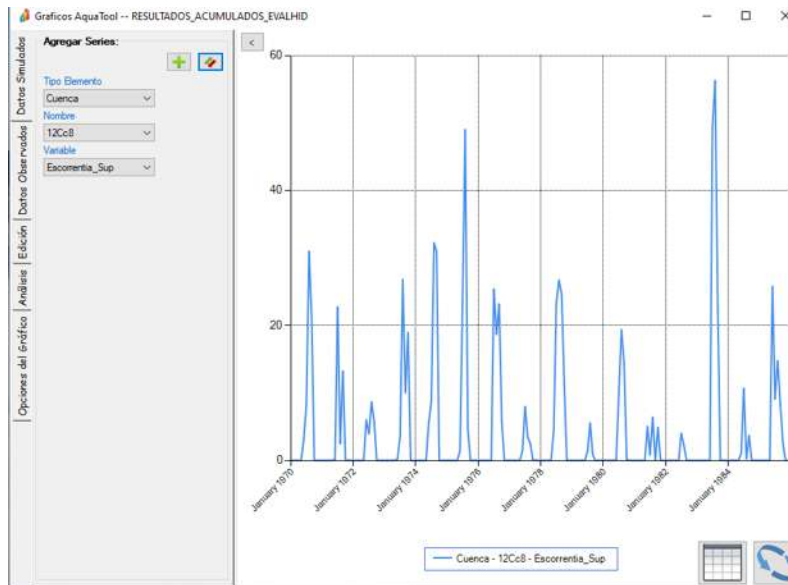 Graficos AquaTool -- RESULTADOS_ACUMULADOS_EVALHID
Datos Simulados
Datos Observados
Edición
Análisis
Opciones del Gráfico
Agregar Series:
Tipo Elemento
Cuenca
Nombre
12Cc8
Variable
Escorrentia_Sup
<
60
40
20
0
January 1970
January 1972
January 1974
January 1976
January 1978
January 1980
January 1982
January 1984
Cuenca - 12Cc8 - Escorrentia_Sup